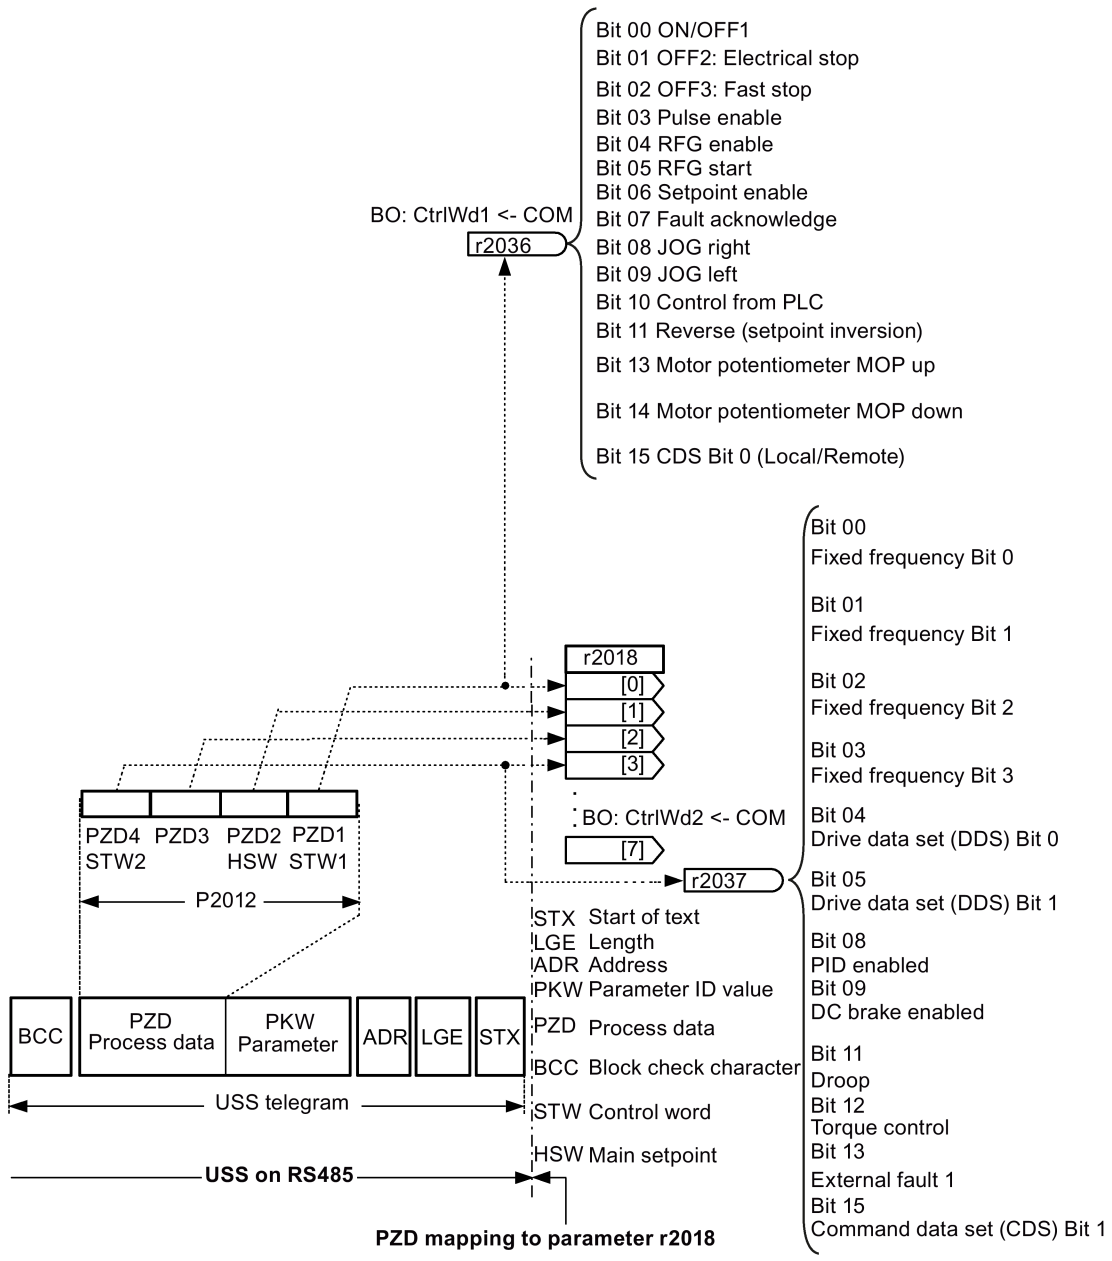 Bit 00 ON/OFF1
Bit 01 OFF2: Electrical stop
Bit 02 OFF3: Fast stop
Bit 03 Pulse enable
Bit 04 RFG enable
Bit 05 RFG start
Bit 06 Setpoint enable
Bit 07 Fault acknowledge
Bit 08 JOG right
Bit 09 JOG left
Bit 10 Control from PLC
Bit 11 Reverse (setpoint inversion)
Bit 13 Motor potentiometer MOP up
Bit 14 Motor potentiometer MOP down
Bit 15 CDS Bit 0 (Local/Remote)
BO: CtrlWd1 <- COM
r2036
r2018
[0]
[1]
[2]
[3]
[7]
BO: CtrlWd2 <- COM
r2037
Bit 00
Fixed frequency Bit 0
Bit 01
Fixed frequency Bit 1
Bit 02
Fixed frequency Bit 2
Bit 03
Fixed frequency Bit 3
Bit 04
Drive data set (DDS) Bit 0
Bit 05
Drive data set (DDS) Bit 1
Bit 08
PID enabled
Bit 09
DC brake enabled
Bit 11
Droop
Bit 12
Torque control
Bit 13
External fault 1
Bit 15
Command data set (CDS) Bit 1
PZD4 PZD3 PZD2 PZD1
STW2 HSW STW1
P2012
BCC
PZD
Process data
PKW
Parameter
ADR
LGE
STX
USS telegram
STX Start of text
LGE Length
ADR Address
PKW Parameter ID value
PZD Process data
BCC Block check character
STW Control word
HSW Main setpoint
USS on RS485
PZD mapping to parameter r2018